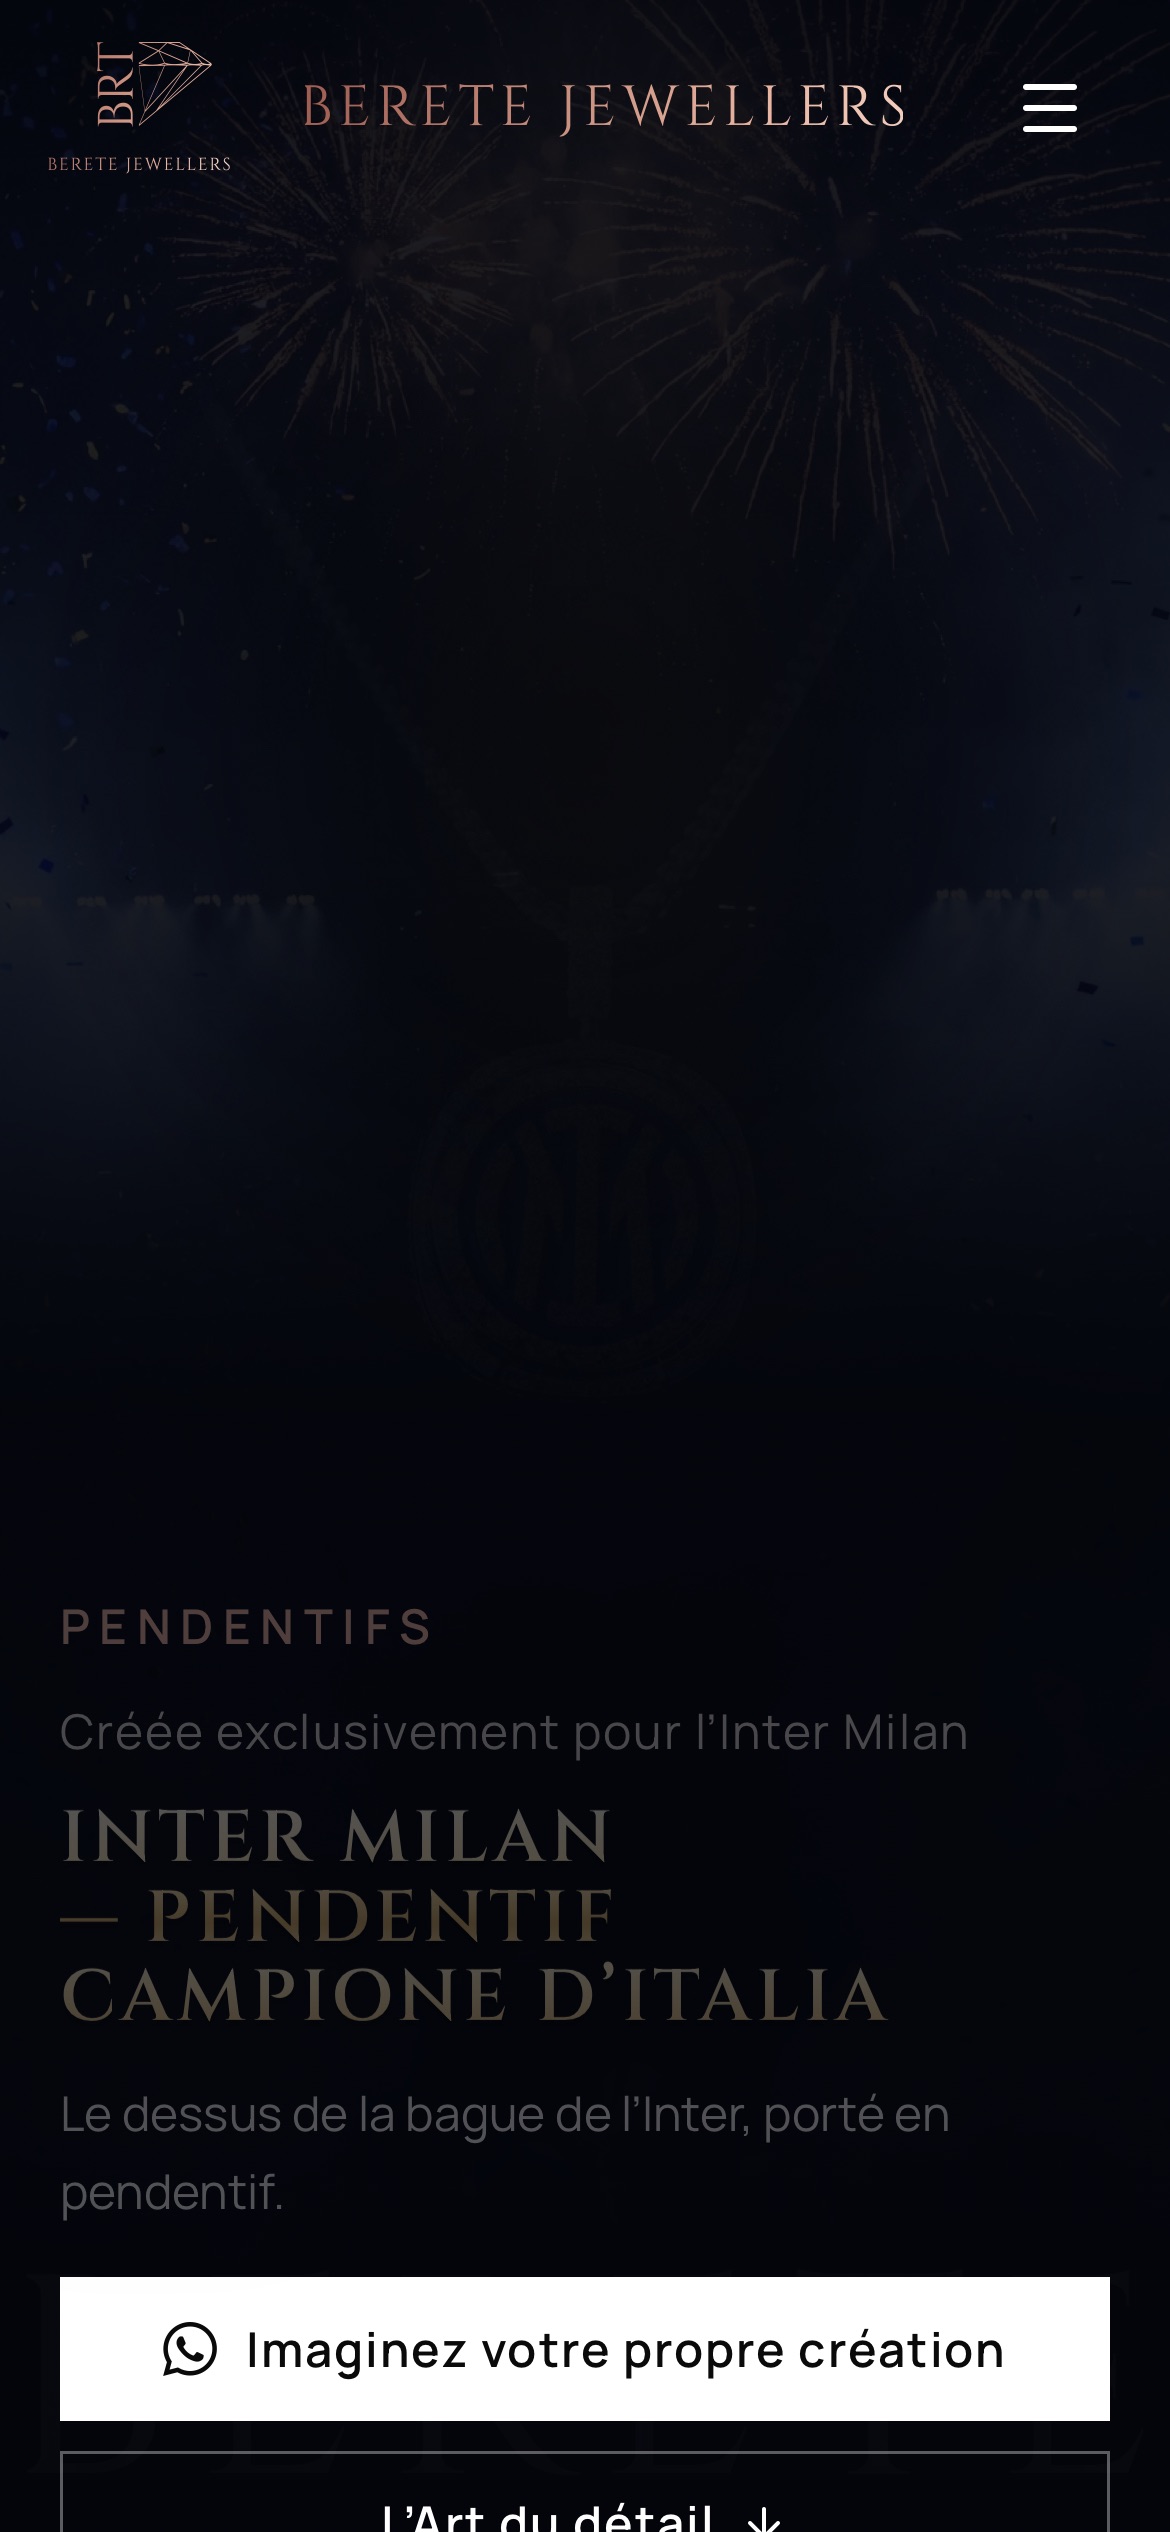 BRT
BERETE JEWELLERS
BERETE JEWELLERS
PENDENTIFS
Créée exclusivement pour l’Inter Milan
INTER MILAN
— PENDENTIF
CAMPIONE D’ITALIA
Le dessus de la bague de l’Inter, porté en
pendentif.
Imaginez votre propre création
L’Art du détail ↓